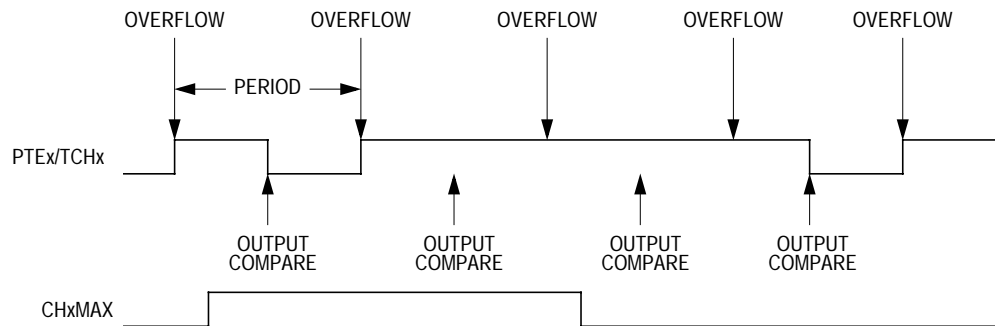 OVERFLOW OVERFLOW OVERFLOW OVERFLOW OVERFLOW
PERIOD
PTEx/TCHx
OUTPUT COMPARE
OUTPUT COMPARE
OUTPUT COMPARE
OUTPUT COMPARE
CHxMAX